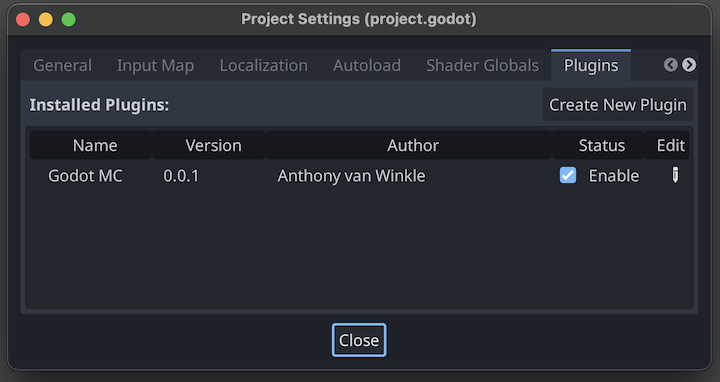 Project Settings (project.godot)
General Input Map Localization Autoload Shader Globals Plugins
Installed Plugins: Create New Plugin
Name Version Author Status Edit
Godot MC 0.0.1 Anthony van Winkle Enable
Close